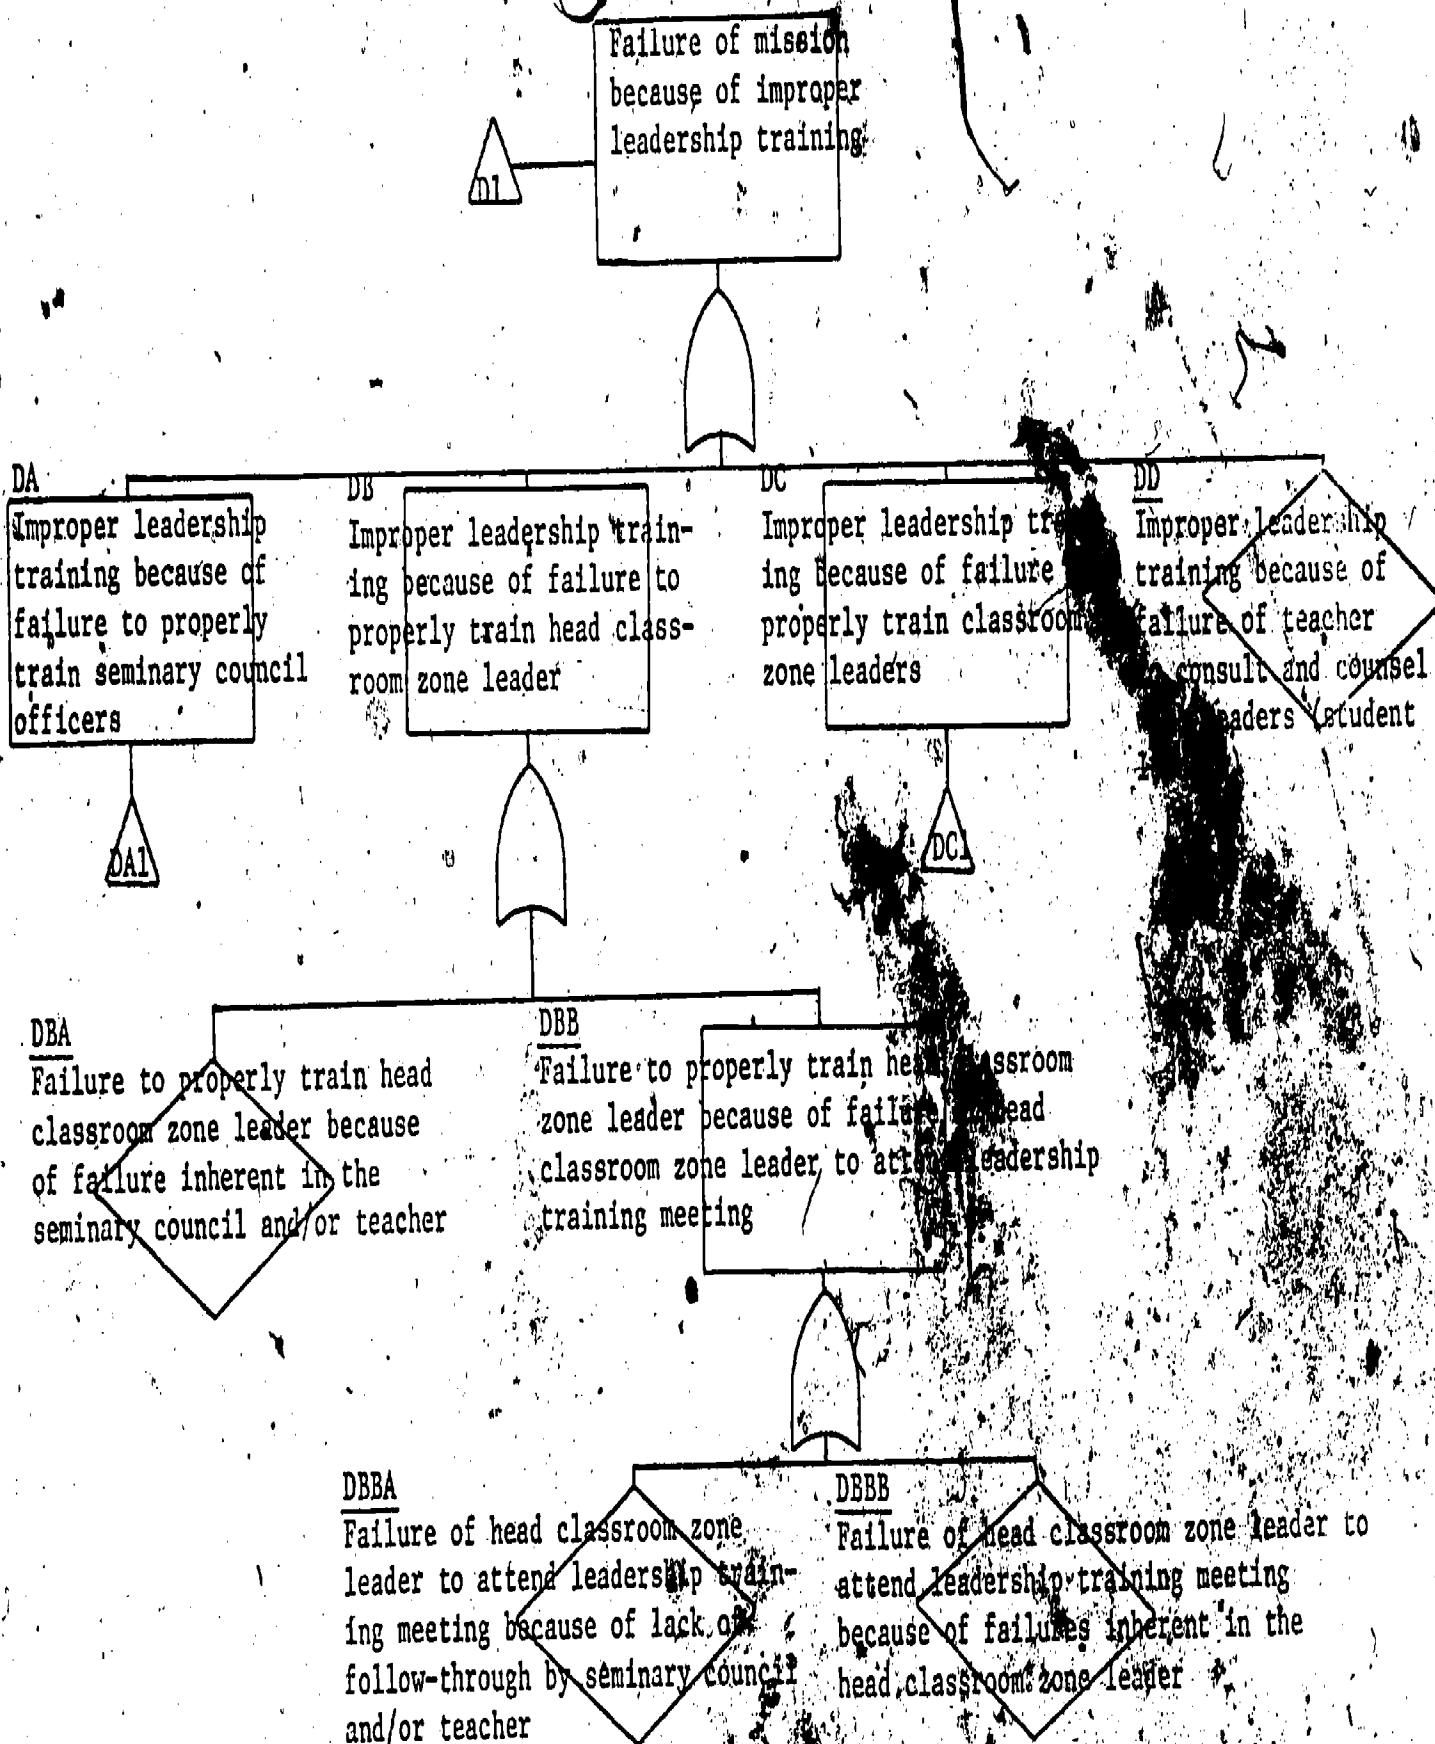 Failure of mission
because of improper
leadership training
D1
DA
Improper leadership
training because of
failure to properly
train seminary council
officers
DB
Improper leadership train-
ing because of failure to
properly train head class-
room zone leader
DC
Improper leadership
ing because of failure
properly train classroom
zone leaders
DD
Improper leadership
training because of
failure of teacher
consult and counsel
student
DA1
DC1
DBA
Failure to properly train head
classroom zone leader because
of failure inherent in the
seminary council and/or teacher
DBB
Failure to properly train head classroom
zone leader because of failure head
classroom zone leader to attend leadership
training meeting
DBBA
Failure of head classroom zone
leader to attend leadership train-
ing meeting because of lack of
follow-through by seminary council
and/or teacher
DBBB
Failure of head classroom zone leader to
attend leadership training meeting
because of failures inherent in the
head classroom zone leader